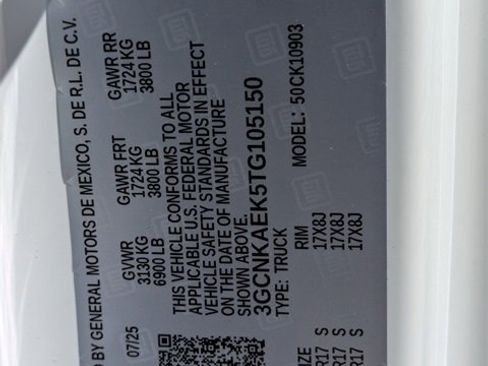 D BY GENERAL MOTORS DE MEXICO, S. DE R.L. DE C.V.
07/25
GVWR GAWR FRT GAWR RR
3130 KG 1724 KG 1724 KG
6900 LB 3800 LB 3800 LB
THIS VEHICLE CONFORMS TO ALL
APPLICABLE U.S. FEDERAL MOTOR
VEHICLE SAFETY STANDARDS IN EFFECT
ON THE DATE OF MANUFACTURE
SHOWN ABOVE.
3GCNKAEK5TG105150
TYPE: TRUCK MODEL: 50CK10903
SIZE RIM
R17 S 17X8J
R17 S 17X8J
R17 S 17X8J